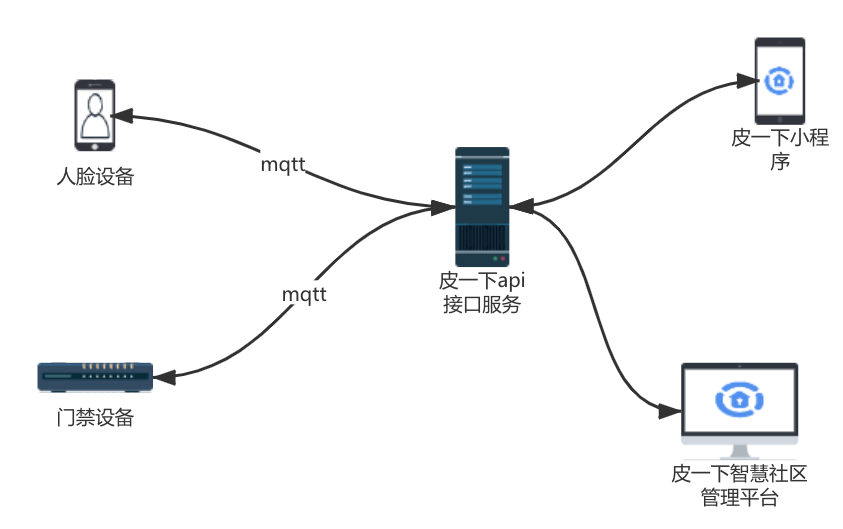 皮一下小程
序
人脸设备
mqtt
皮一下api
接口服务
mqtt
门禁设备
皮一下智慧社区
管理平台